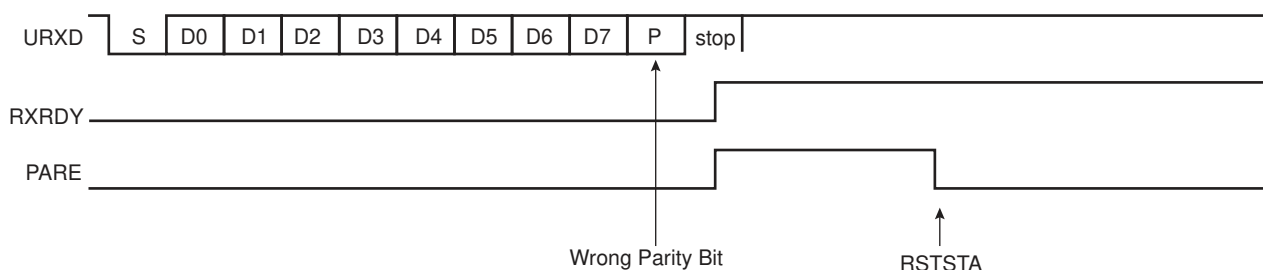 URXD S D0 D1 D2 D3 D4 D5 D6 D7 P stop
RXRDY
PARE
Wrong Parity Bit RSTSTA